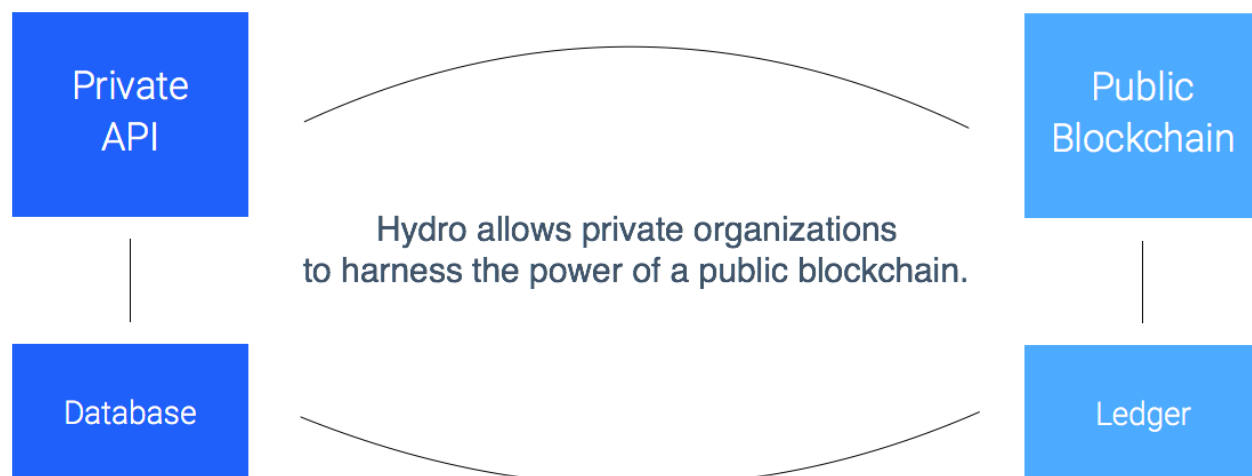 Private
API
Public
Blockchain
Hydro allows private organizations
to harness the power of a public blockchain.
Database
Ledger